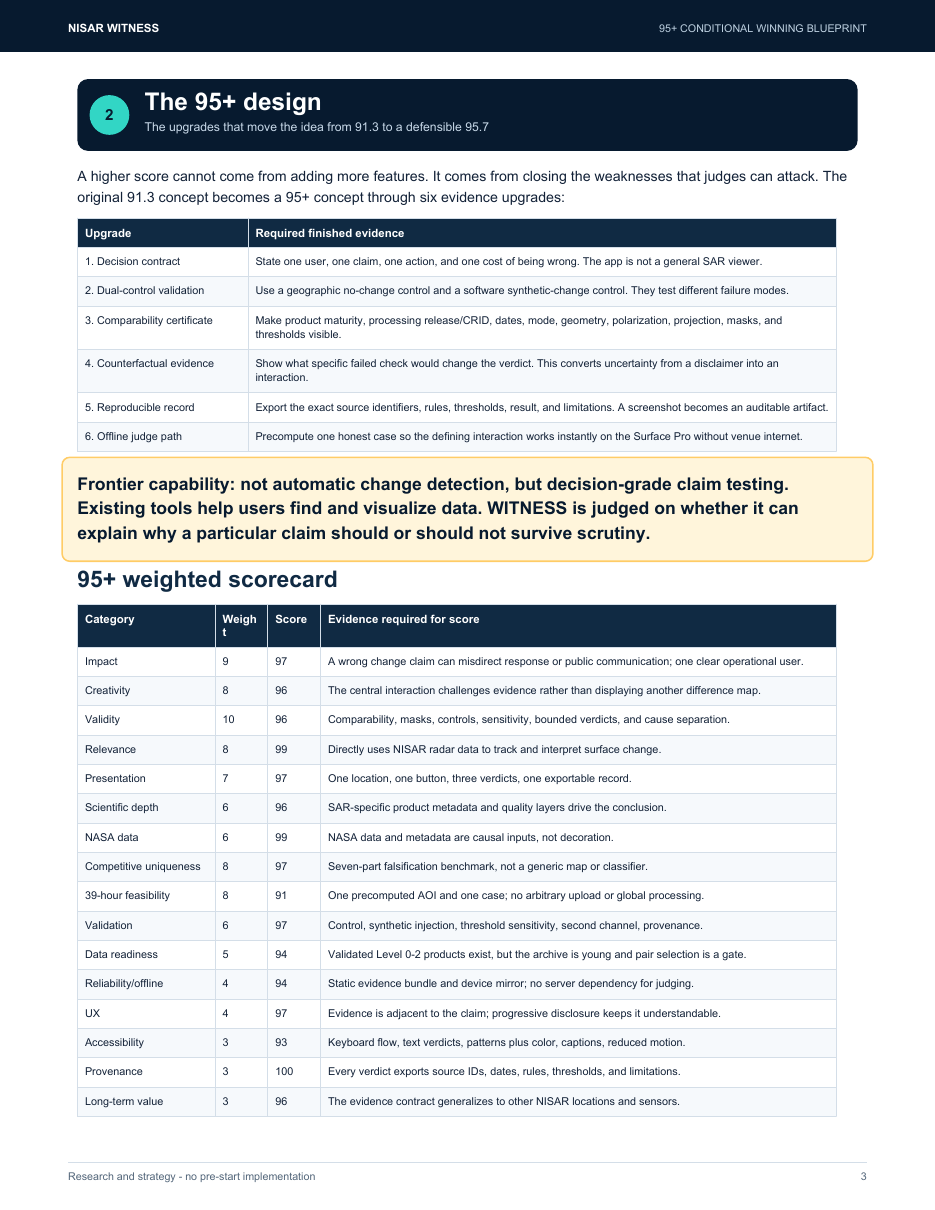 NISAR WITNESS
95+ CONDITIONAL WINNING BLUEPRINT
2
The 95+ design
The upgrades that move the idea from 91.3 to a defensible 95.7
A higher score cannot come from adding more features. It comes from closing the weaknesses that judges can attack. The
original 91.3 concept becomes a 95+ concept through six evidence upgrades:
Upgrade Required finished evidence
1. Decision contract State one user, one claim, one action, and one cost of being wrong. The app is not a general SAR viewer.
2. Dual-control validation Use a geographic no-change control and a software synthetic-change control. They test different failure modes.
3. Comparability certificate Make product maturity, processing release/CRID, dates, mode, geometry, polarization, projection, masks, and
thresholds visible.
4. Counterfactual evidence Show what specific failed check would change the verdict. This converts uncertainty from a disclaimer into an
interaction.
5. Reproducible record Export the exact source identifiers, rules, thresholds, result, and limitations. A screenshot becomes an auditable artifact.
6. Offline judge path Precompute one honest case so the defining interaction works instantly on the Surface Pro without venue internet.
Frontier capability: not automatic change detection, but decision-grade claim testing.
Existing tools help users find and visualize data. WITNESS is judged on whether it can
explain why a particular claim should or should not survive scrutiny.
95+ weighted scorecard
Category Weigh Score Evidence required for score
t
Impact 9 97 A wrong change claim can misdirect response or public communication; one clear operational user.
Creativity 8 96 The central interaction challenges evidence rather than displaying another difference map.
Validity 10 96 Comparability, masks, controls, sensitivity, bounded verdicts, and cause separation.
Relevance 8 99 Directly uses NISAR radar data to track and interpret surface change.
Presentation 7 97 One location, one button, three verdicts, one exportable record.
Scientific depth 6 96 SAR-specific product metadata and quality layers drive the conclusion.
NASA data 6 99 NASA data and metadata are causal inputs, not decoration.
Competitive uniqueness 8 97 Seven-part falsification benchmark, not a generic map or classifier.
39-hour feasibility 8 91 One precomputed AOI and one case; no arbitrary upload or global processing.
Validation 6 97 Control, synthetic injection, threshold sensitivity, second channel, provenance.
Data readiness 5 94 Validated Level 0-2 products exist, but the archive is young and pair selection is a gate.
Reliability/offline 4 94 Static evidence bundle and device mirror; no server dependency for judging.
UX 4 97 Evidence is adjacent to the claim; progressive disclosure keeps it understandable.
Accessibility 3 93 Keyboard flow, text verdicts, patterns plus color, captions, reduced motion.
Provenance 3 100 Every verdict exports source IDs, dates, rules, thresholds, and limitations.
Long-term value 3 96 The evidence contract generalizes to other NISAR locations and sensors.
Research and strategy - no pre-start implementation
3